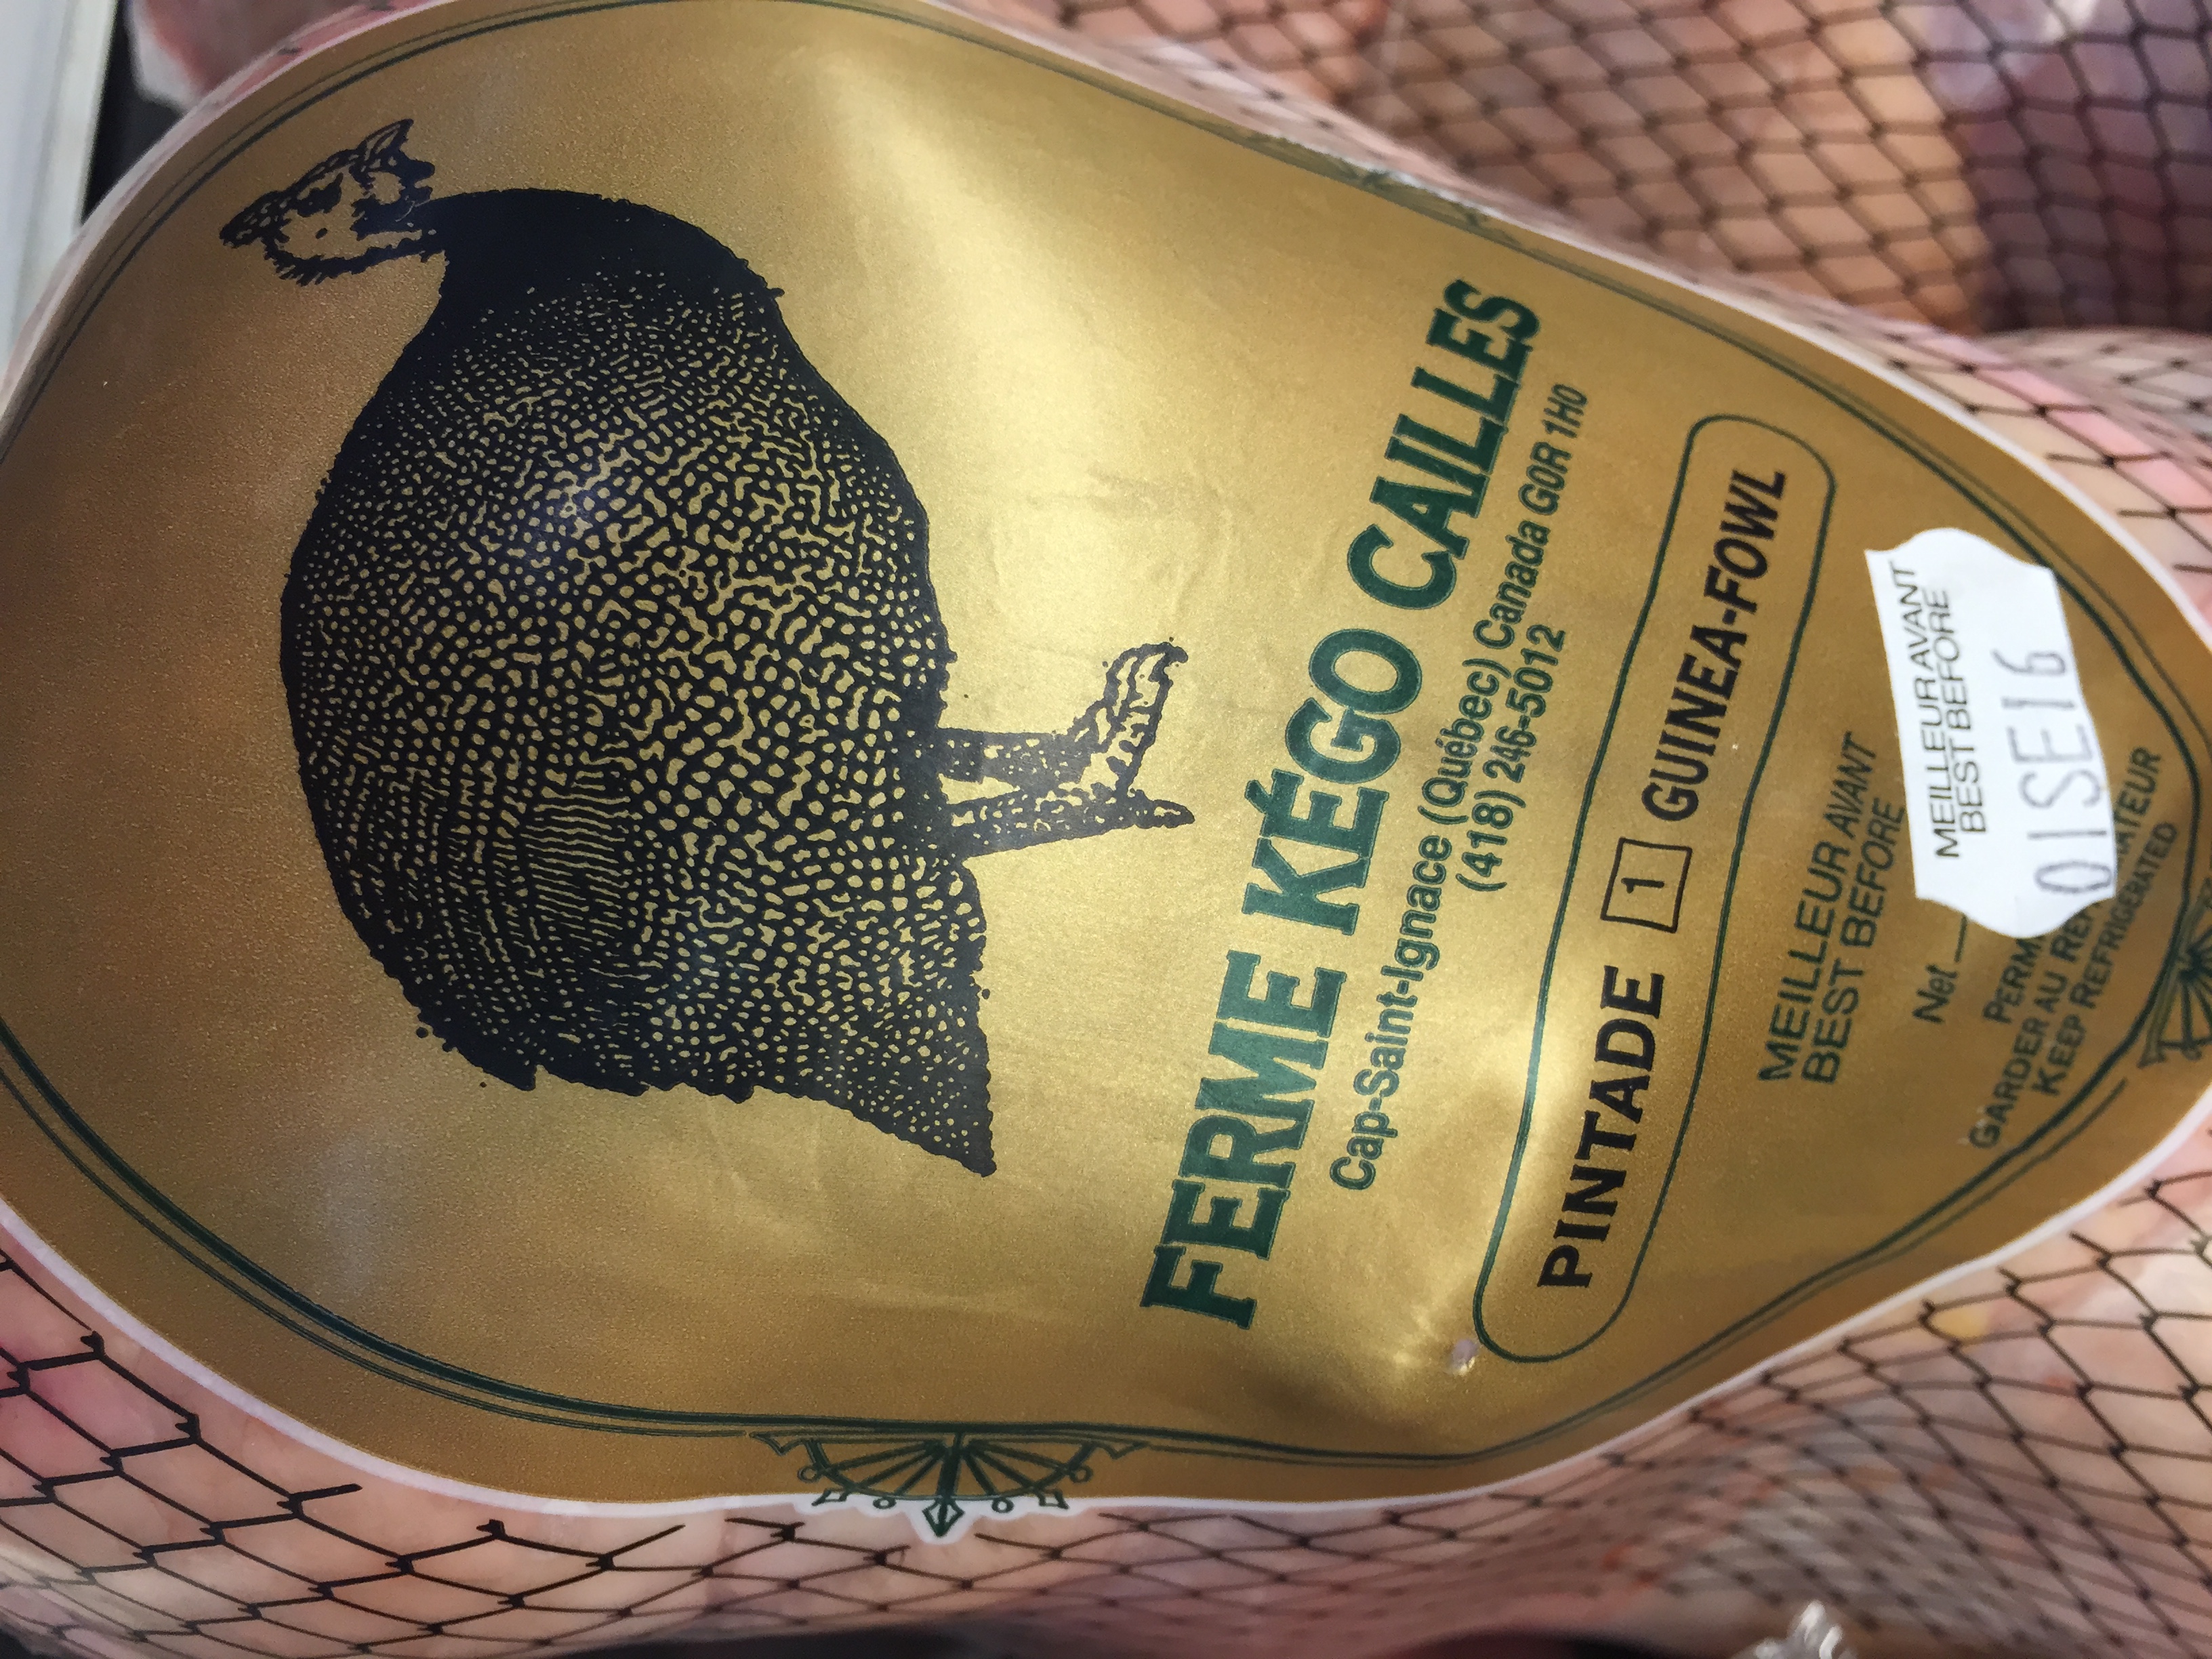 FERME KÉGO CAILLES
Cap-Saint-Ignace (Québec) Canada G0R 1H0
(418) 246-5012
PINTADE 1 GUINEA-FOWL
MEILLEUR AVANT
BEST BEFORE
MEILLEUR AVANT
BEST BEFORE
01SE16
Net
GARDER AU
KEEP REFRIGERATED